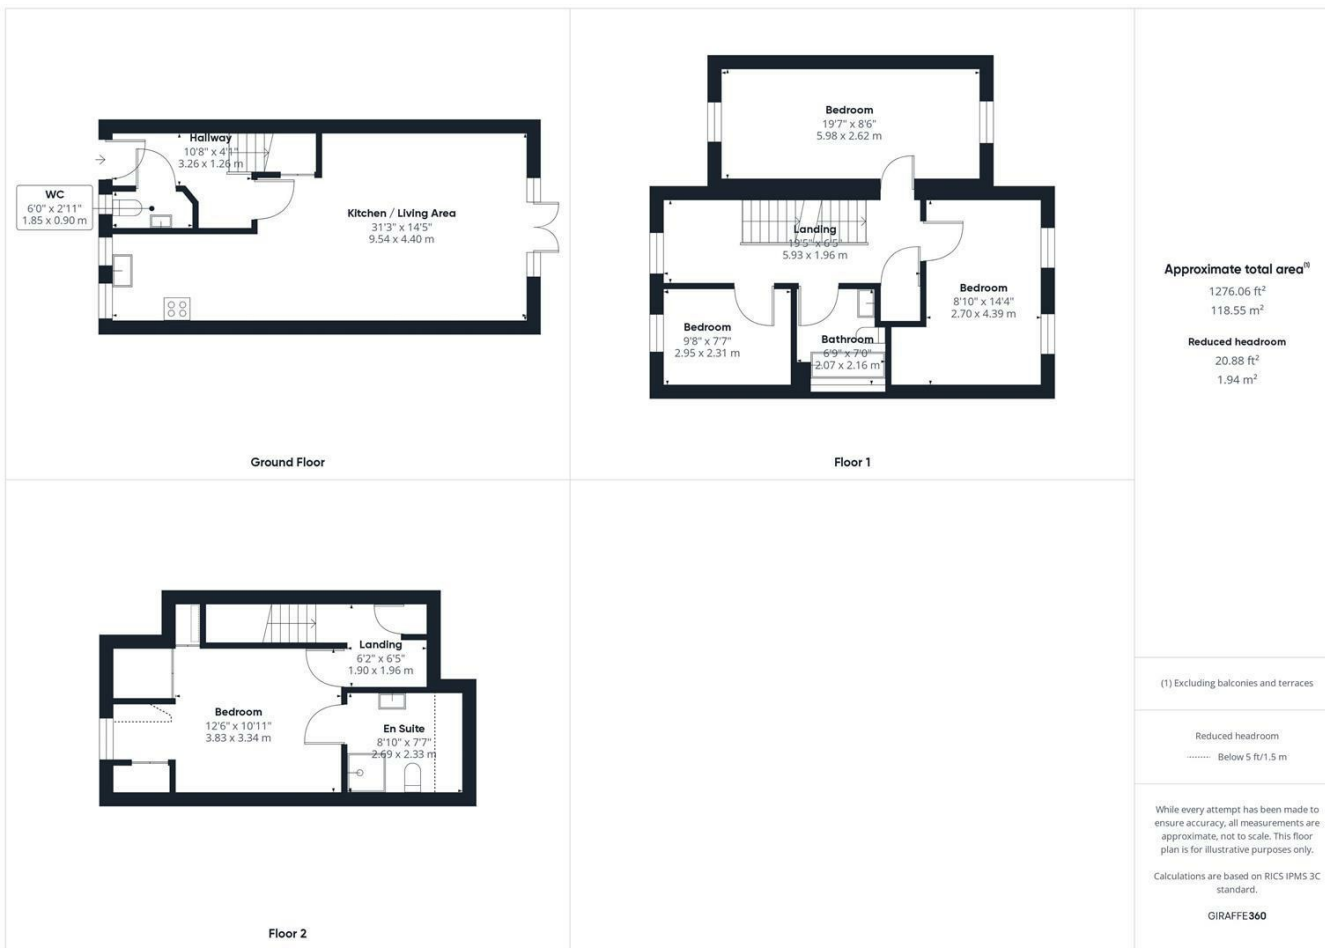 Hallway
10'8" x 4'1"
3.26 x 1.26 m
WC
6'0" x 2'11"
1.85 x 0.90 m
Kitchen / Living Area
31'3" x 14'5"
9.54 x 4.40 m
Ground Floor
Bedroom
19'7" x 8'6"
5.98 x 2.62 m
Landing
19'5" x 6'5"
5.93 x 1.96 m
Bedroom
8'10" x 14'4"
2.70 x 4.39 m
Bedroom
9'8" x 7'7"
2.95 x 2.31 m
Bathroom
6'9" x 7'0"
2.07 x 2.16 m
Floor 1
Landing
6'2" x 6'5"
1.90 x 1.96 m
Bedroom
12'6" x 10'11"
3.83 x 3.34 m
En Suite
8'10" x 7'7"
2.69 x 2.33 m
Floor 2
Approximate total area(1)
1276.06 ft²
118.55 m²
Reduced headroom
20.88 ft²
1.94 m²
(1) Excluding balconies and terraces
Reduced headroom
Below 5 ft/1.5 m
While every attempt has been made to
ensure accuracy, all measurements are
approximate, not to scale. This floor
plan is for illustrative purposes only.
Calculations are based on RICS IPMS 3C
standard.
GIRAFFE360